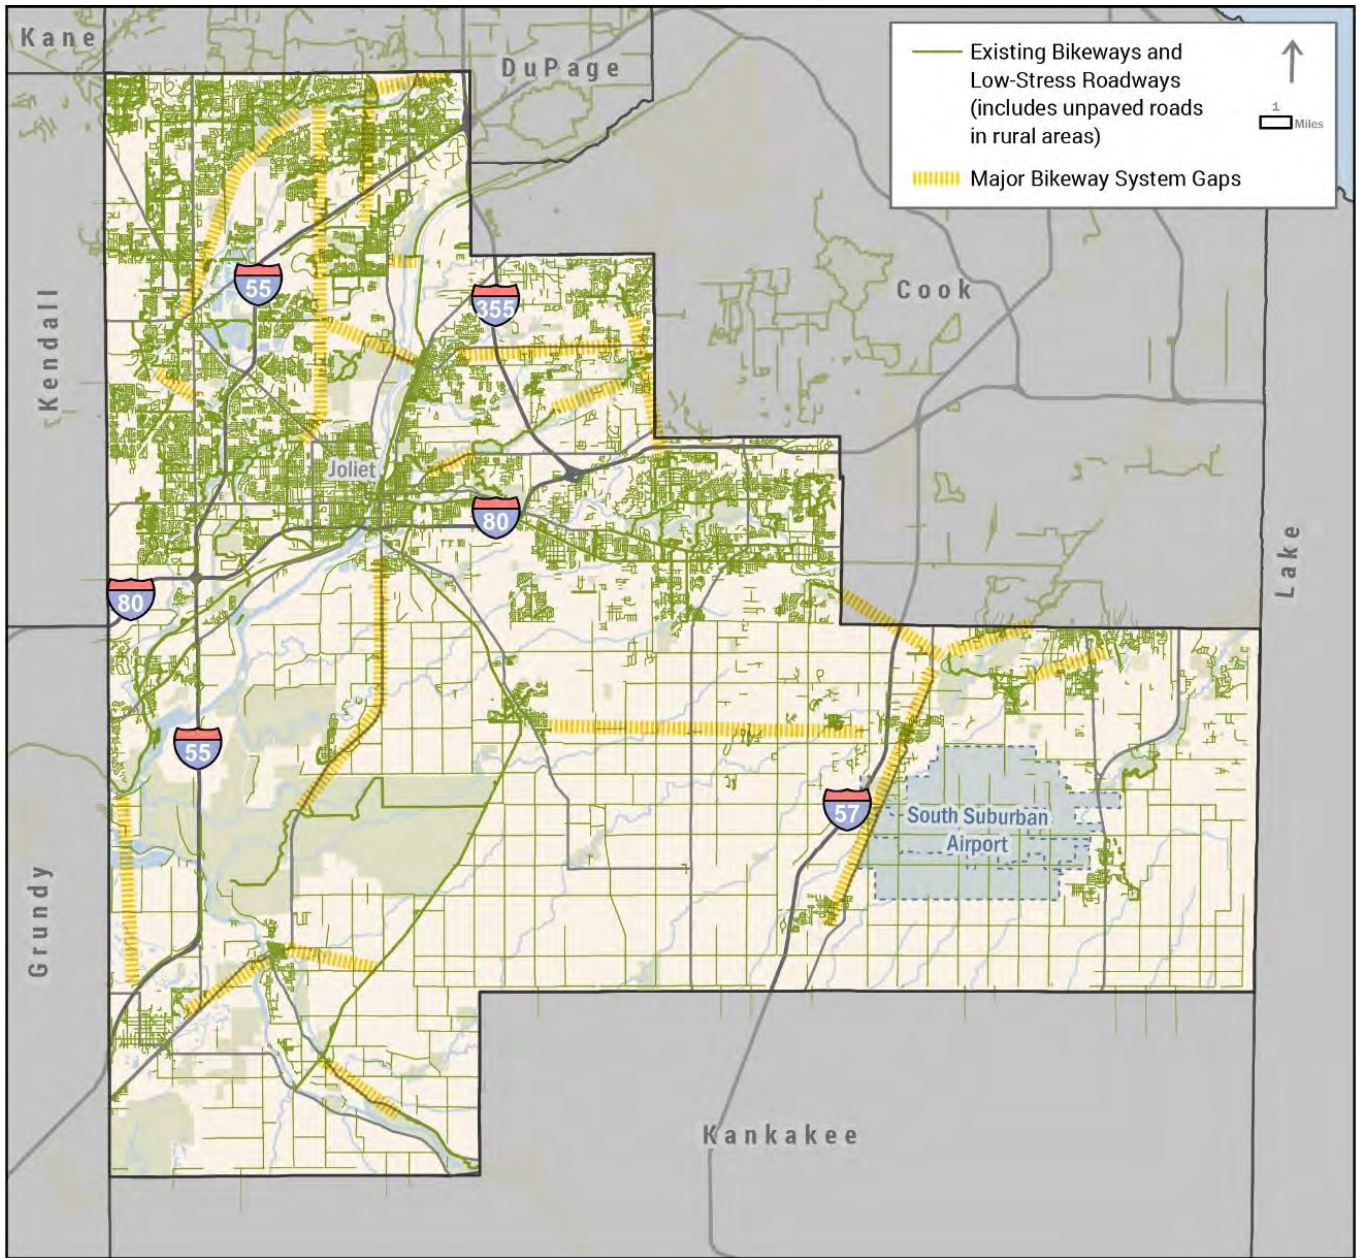 Kane
DuPage
Existing Bikeways and
Low-Stress Roadways
(includes unpaved roads
in rural areas)
1
Miles
Major Bikeway System Gaps
55
355
Cook
Kendall
Joliet
80
80
Lake
55
57
South Suburban
Airport
Grundy
Kankakee